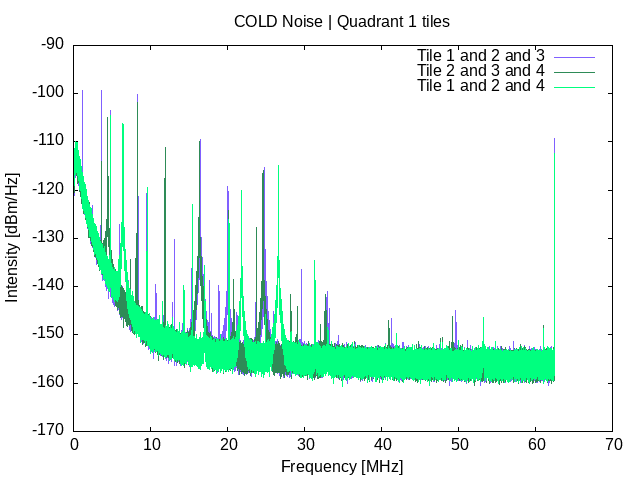 COLD Noise | Quadrant 1 tiles
Tile 1 and 2 and 3
Tile 2 and 3 and 4
Tile 1 and 2 and 4
Intensity [dBm/Hz]
-90
-100
-110
-120
-130
-140
-150
-160
-170
0 10 20 30 40 50 60 70
Frequency [MHz]